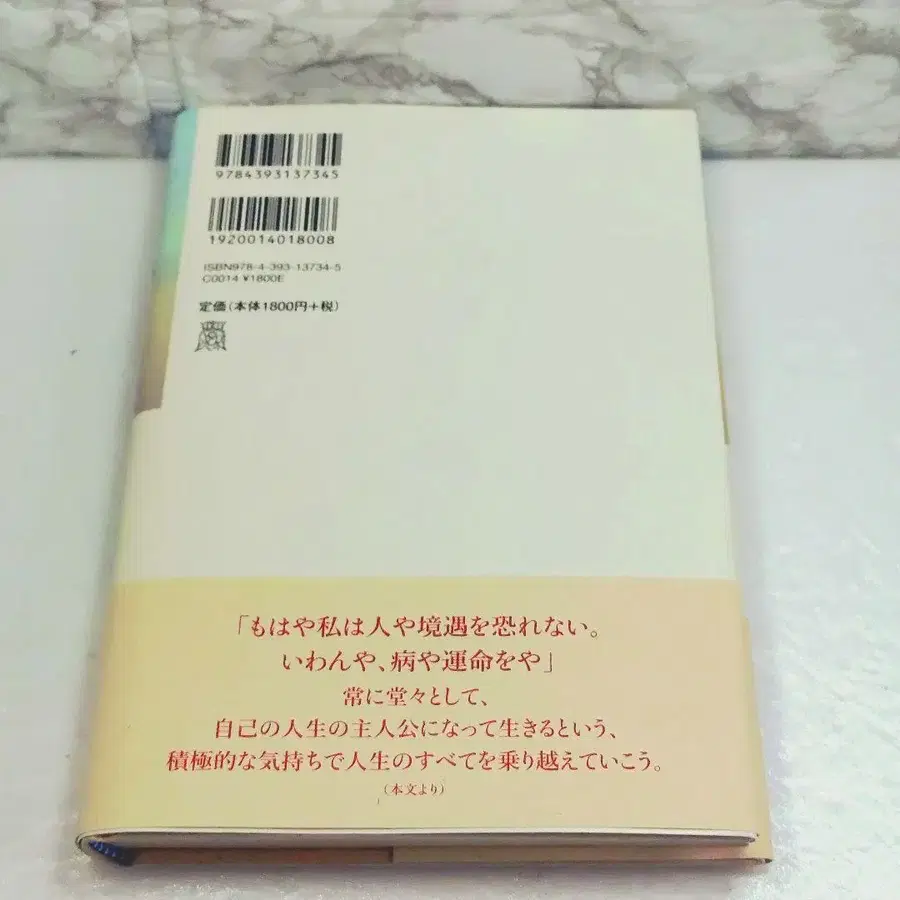 9784393137345
1920014018008
ISBN978-4-393-13734-5
C0014 ¥1800E
定価(本体1800円+税)
「もはや私は人や境遇を恐れない。
いわんや、病や運命をや」
常に堂々として、
自己の人生の主人公になって生きるという、
積極的な気持ちで人生のすべてを乗り越えていこう。
(本文より)